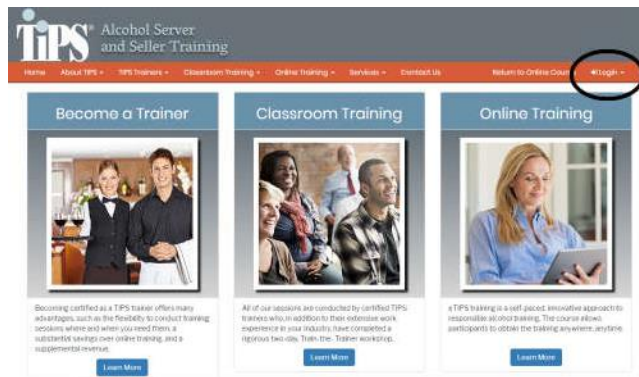 TiPS® Alcohol Server
and Seller Training
Home About TIPS TIPS Trainers Classroom Training Online Training Services Contact Us Return to Online Course Login
Become a Trainer
Becoming certified as a TIPS trainer offers many
advantages, such as the flexibility to conduct training
sessions where and when you need them, a
substantial savings over online training, and a
supplemental revenue.
Learn More
Classroom Training
All of our sessions are conducted by certified TIPS
trainers who, in addition to their extensive work
experience in your industry, have completed a
rigorous two-day, Train-the-Trainer workshop.
Learn More
Online Training
eTIPS training is a self-paced, innovative approach to
responsible alcohol training. The course allows
participants to obtain the training anywhere, anytime.
Learn More